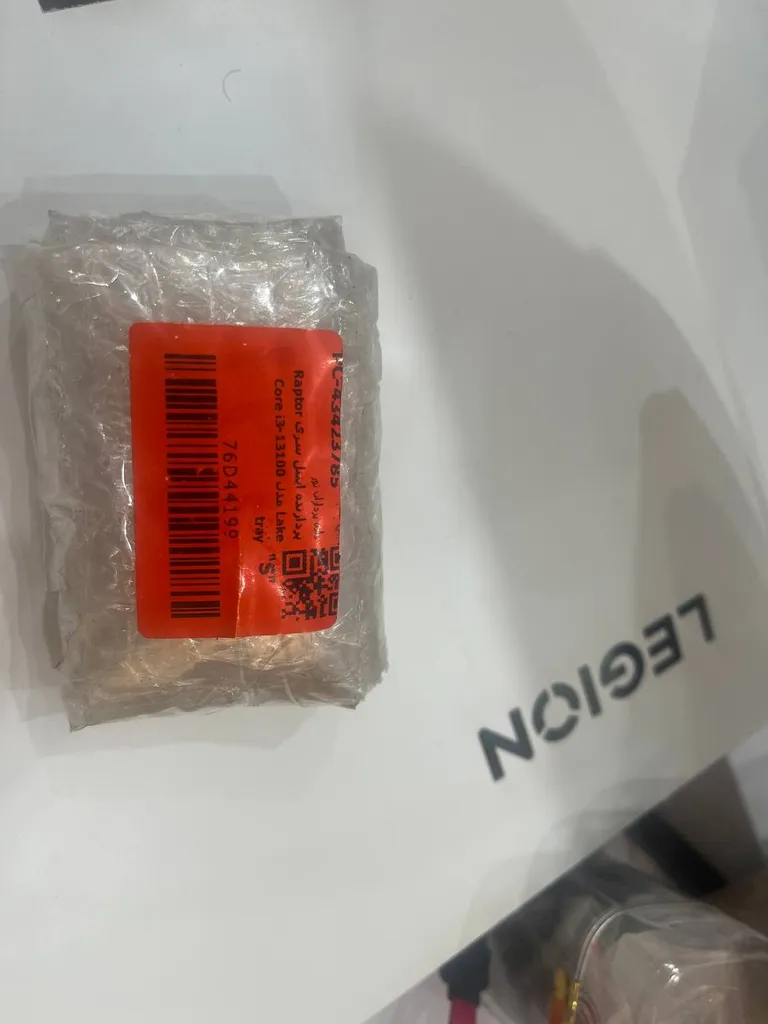 PC-43423785
پردازنده اینتل سری Raptor
Lake مدل Core i3-13100
tray
S
76D44199
LEGION